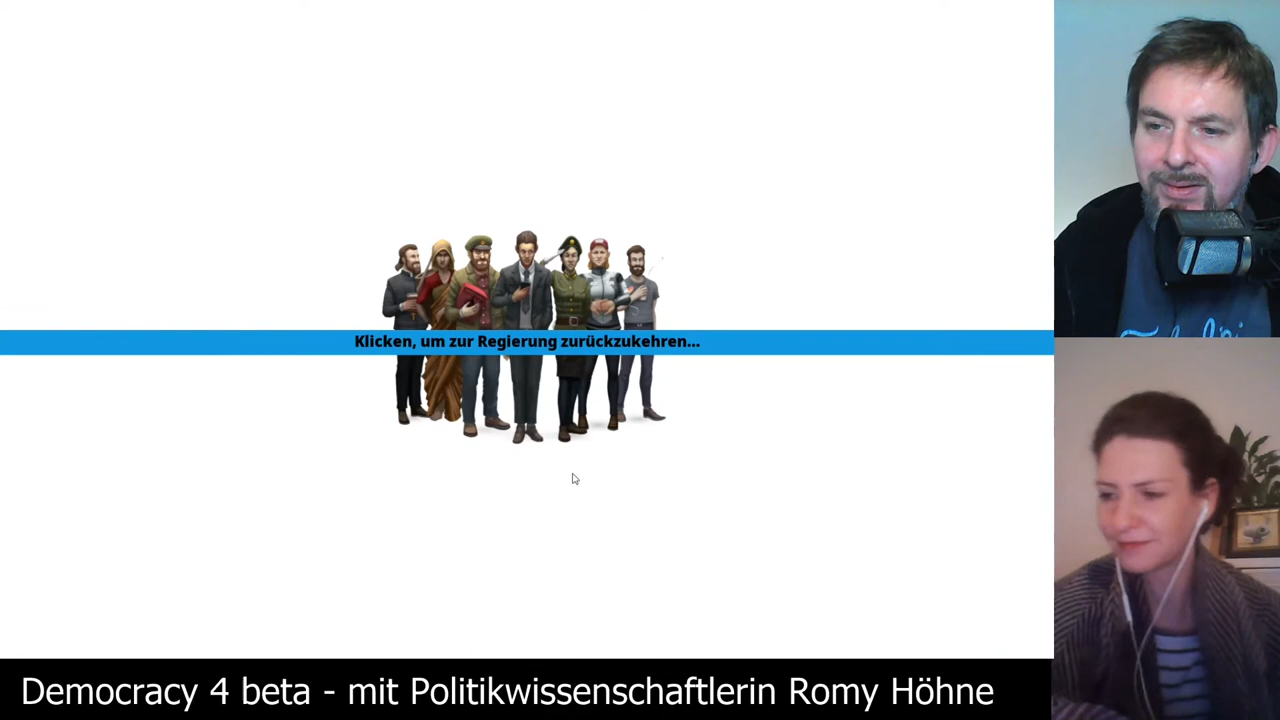 Klicken, um zur Regierung zurückzukehren...
Democracy 4 beta - mit Politikwissenschaftlerin Romy Höhne